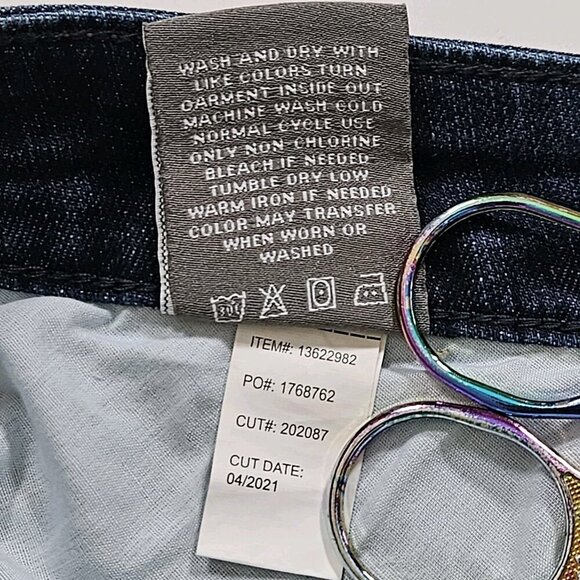 WASH AND DRY WITH
LIKE COLORS TURN
GARMENT INSIDE OUT
MACHINE WASH COLD
NORMAL CYCLE USE
ONLY NON-CHLORINE
BLEACH IF NEEDED
TUMBLE DRY LOW
WARM IRON IF NEEDED
COLOR MAY TRANSFER
WHEN WORN OR
WASHED
30
ITEM#: 13622982
PO#: 1768762
CUT#: 202087
CUT DATE:
04/2021